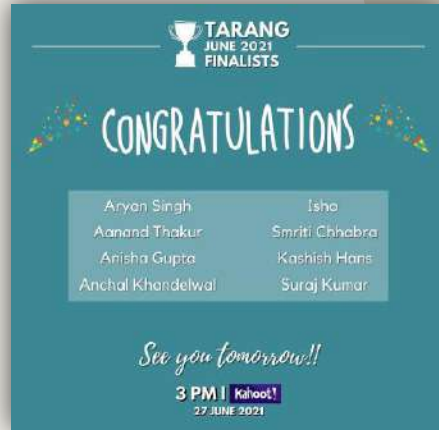 TARANG
JUNE 2021
FINALISTS
CONGRATULATIONS
Aryan Singh
Aanand Thakur
Anisha Gupta
Anchal Khandelwal
Isha
Smriti Chhabra
Kashish Hans
Suraj Kumar
See you tomorrow!!
3 PM | Kahoot!
27 JUNE 2021